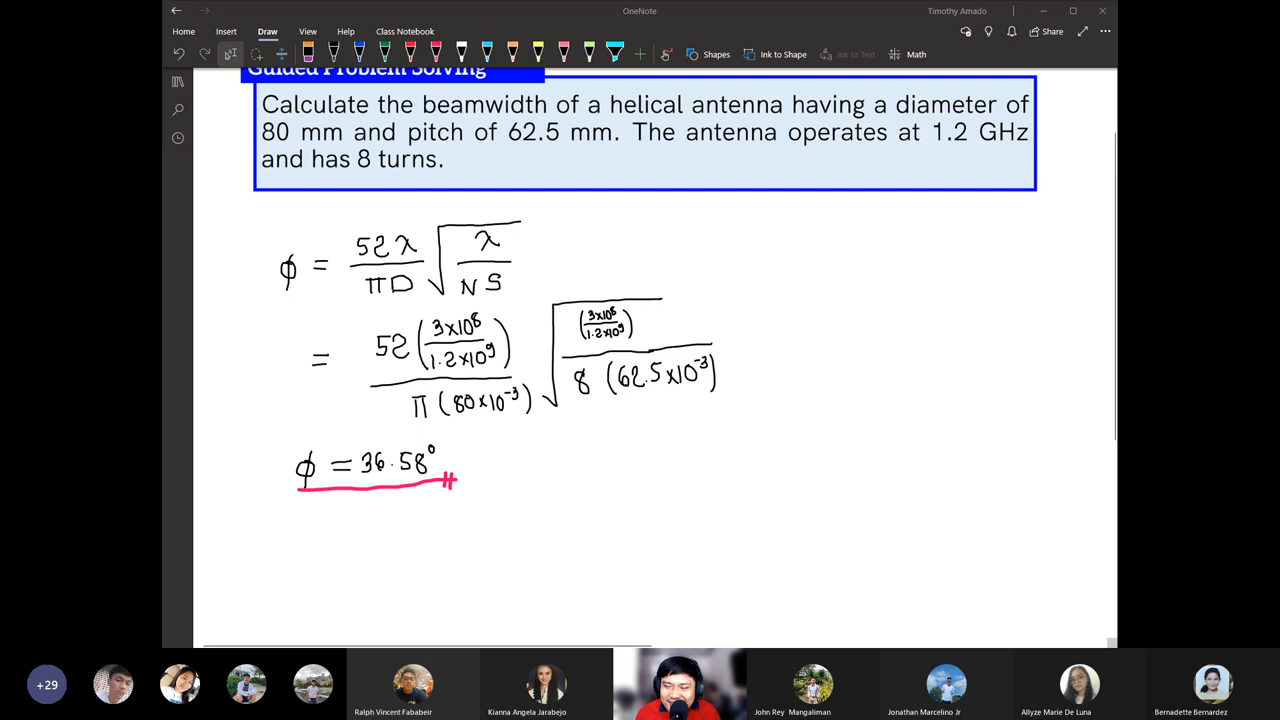 OneNote
Timothy Amado
Home Insert Draw View Help Class Notebook
Share
Shapes Ink to Shape Ink to Text Math
Guided Problem Solving
Calculate the beamwidth of a helical antenna having a diameter of
80 mm and pitch of 62.5 mm. The antenna operates at 1.2 GHz
and has 8 turns.
φ = 52λ/πD √(λ/NS)
= 52(3x10⁸/1.2x10⁹)/π(80x10⁻³) √((3x10⁸/1.2x10⁹)/8(62.5x10⁻³))
φ = 36.58°
+29
Ralph Vincent Fababeir
Kianna Angela Jarabejo
John Rey Mangaliman
Jonathan Marcelino Jr
Allyze Marie De Luna
Bernadette Bernardez